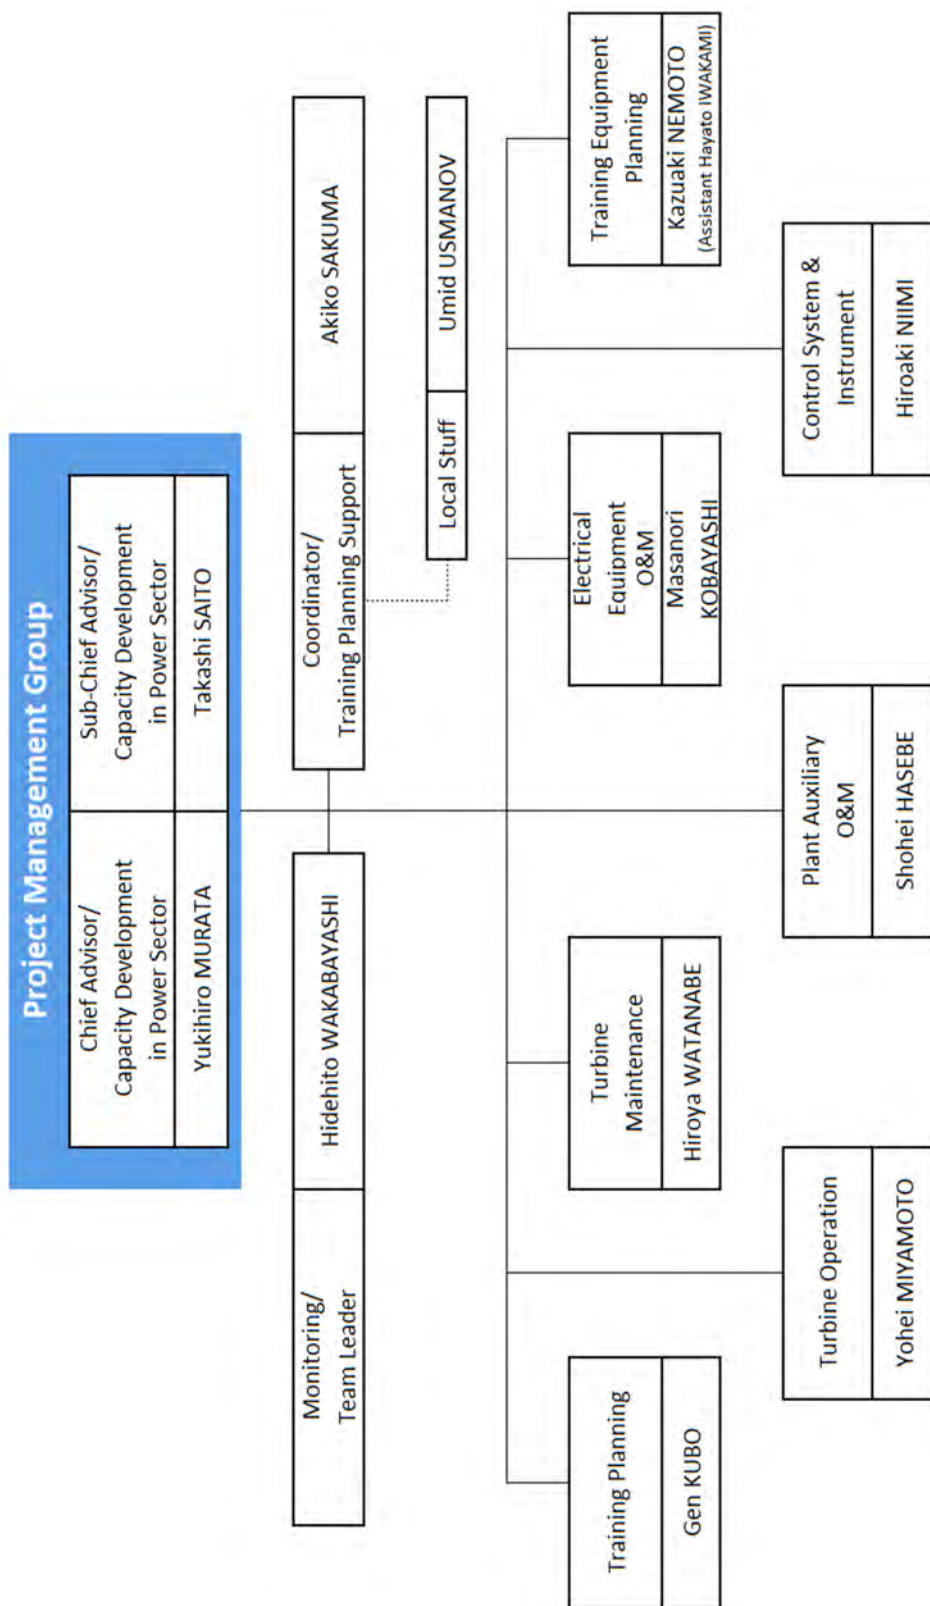 Project Management Group
Chief Advisor/
Capacity Development
in Power Sector
Yukihiro MURATA
Sub-Chief Advisor/
Capacity Development
in Power Sector
Takashi SAITO
Monitoring/
Team Leader
Hidehito WAKABAYASHI
Coordinator/
Training Planning Support
Akiko SAKUMA
Local Stuff
Umid USMANOV
Training Planning
Gen KUBO
Turbine
Maintenance
Hiroya WATANABE
Electrical
Equipment
O&M
Masanori
KOBAYASHI
Training Equipment
Planning
Kazuaki NEMOTO
(Assistant Hayato IWAKAMI)
Turbine Operation
Yohei MIYAMOTO
Plant Auxiliary
O&M
Shohei HASEBE
Control System &
Instrument
Hiroaki NIIMI